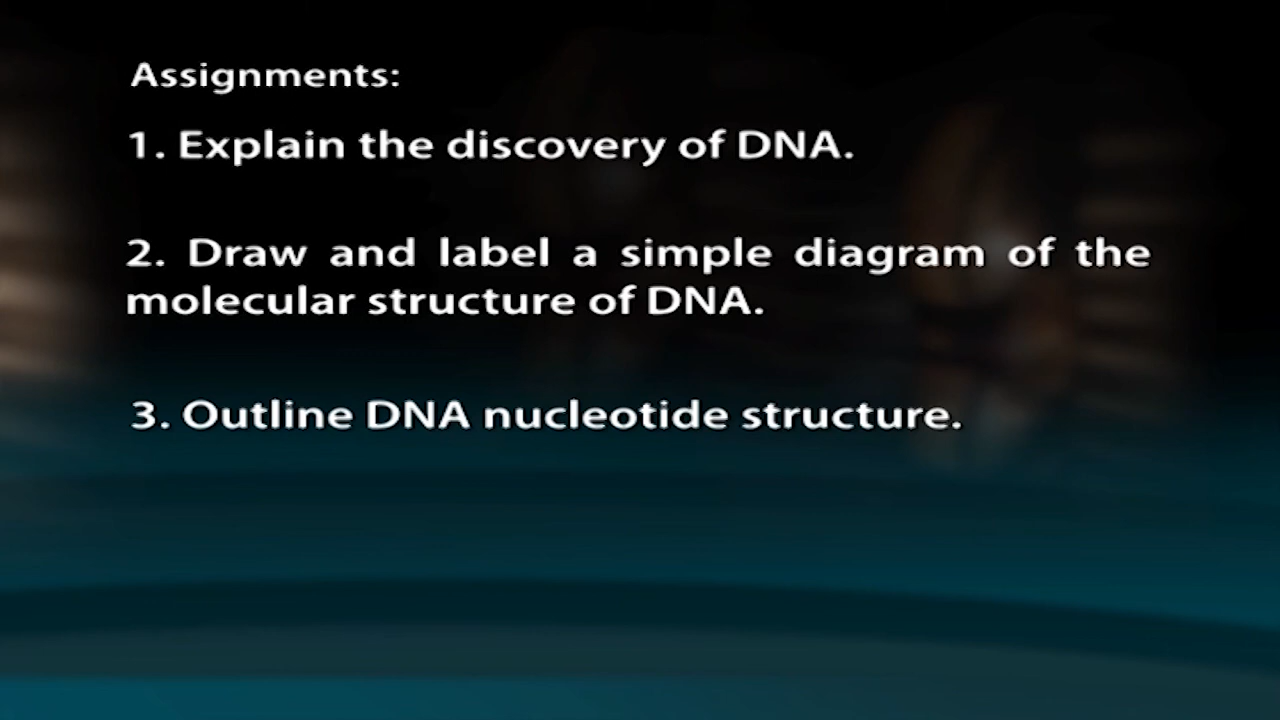 Assignments:
1. Explain the discovery of DNA.
2. Draw and label a simple diagram of the
molecular structure of DNA.
3. Outline DNA nucleotide structure.